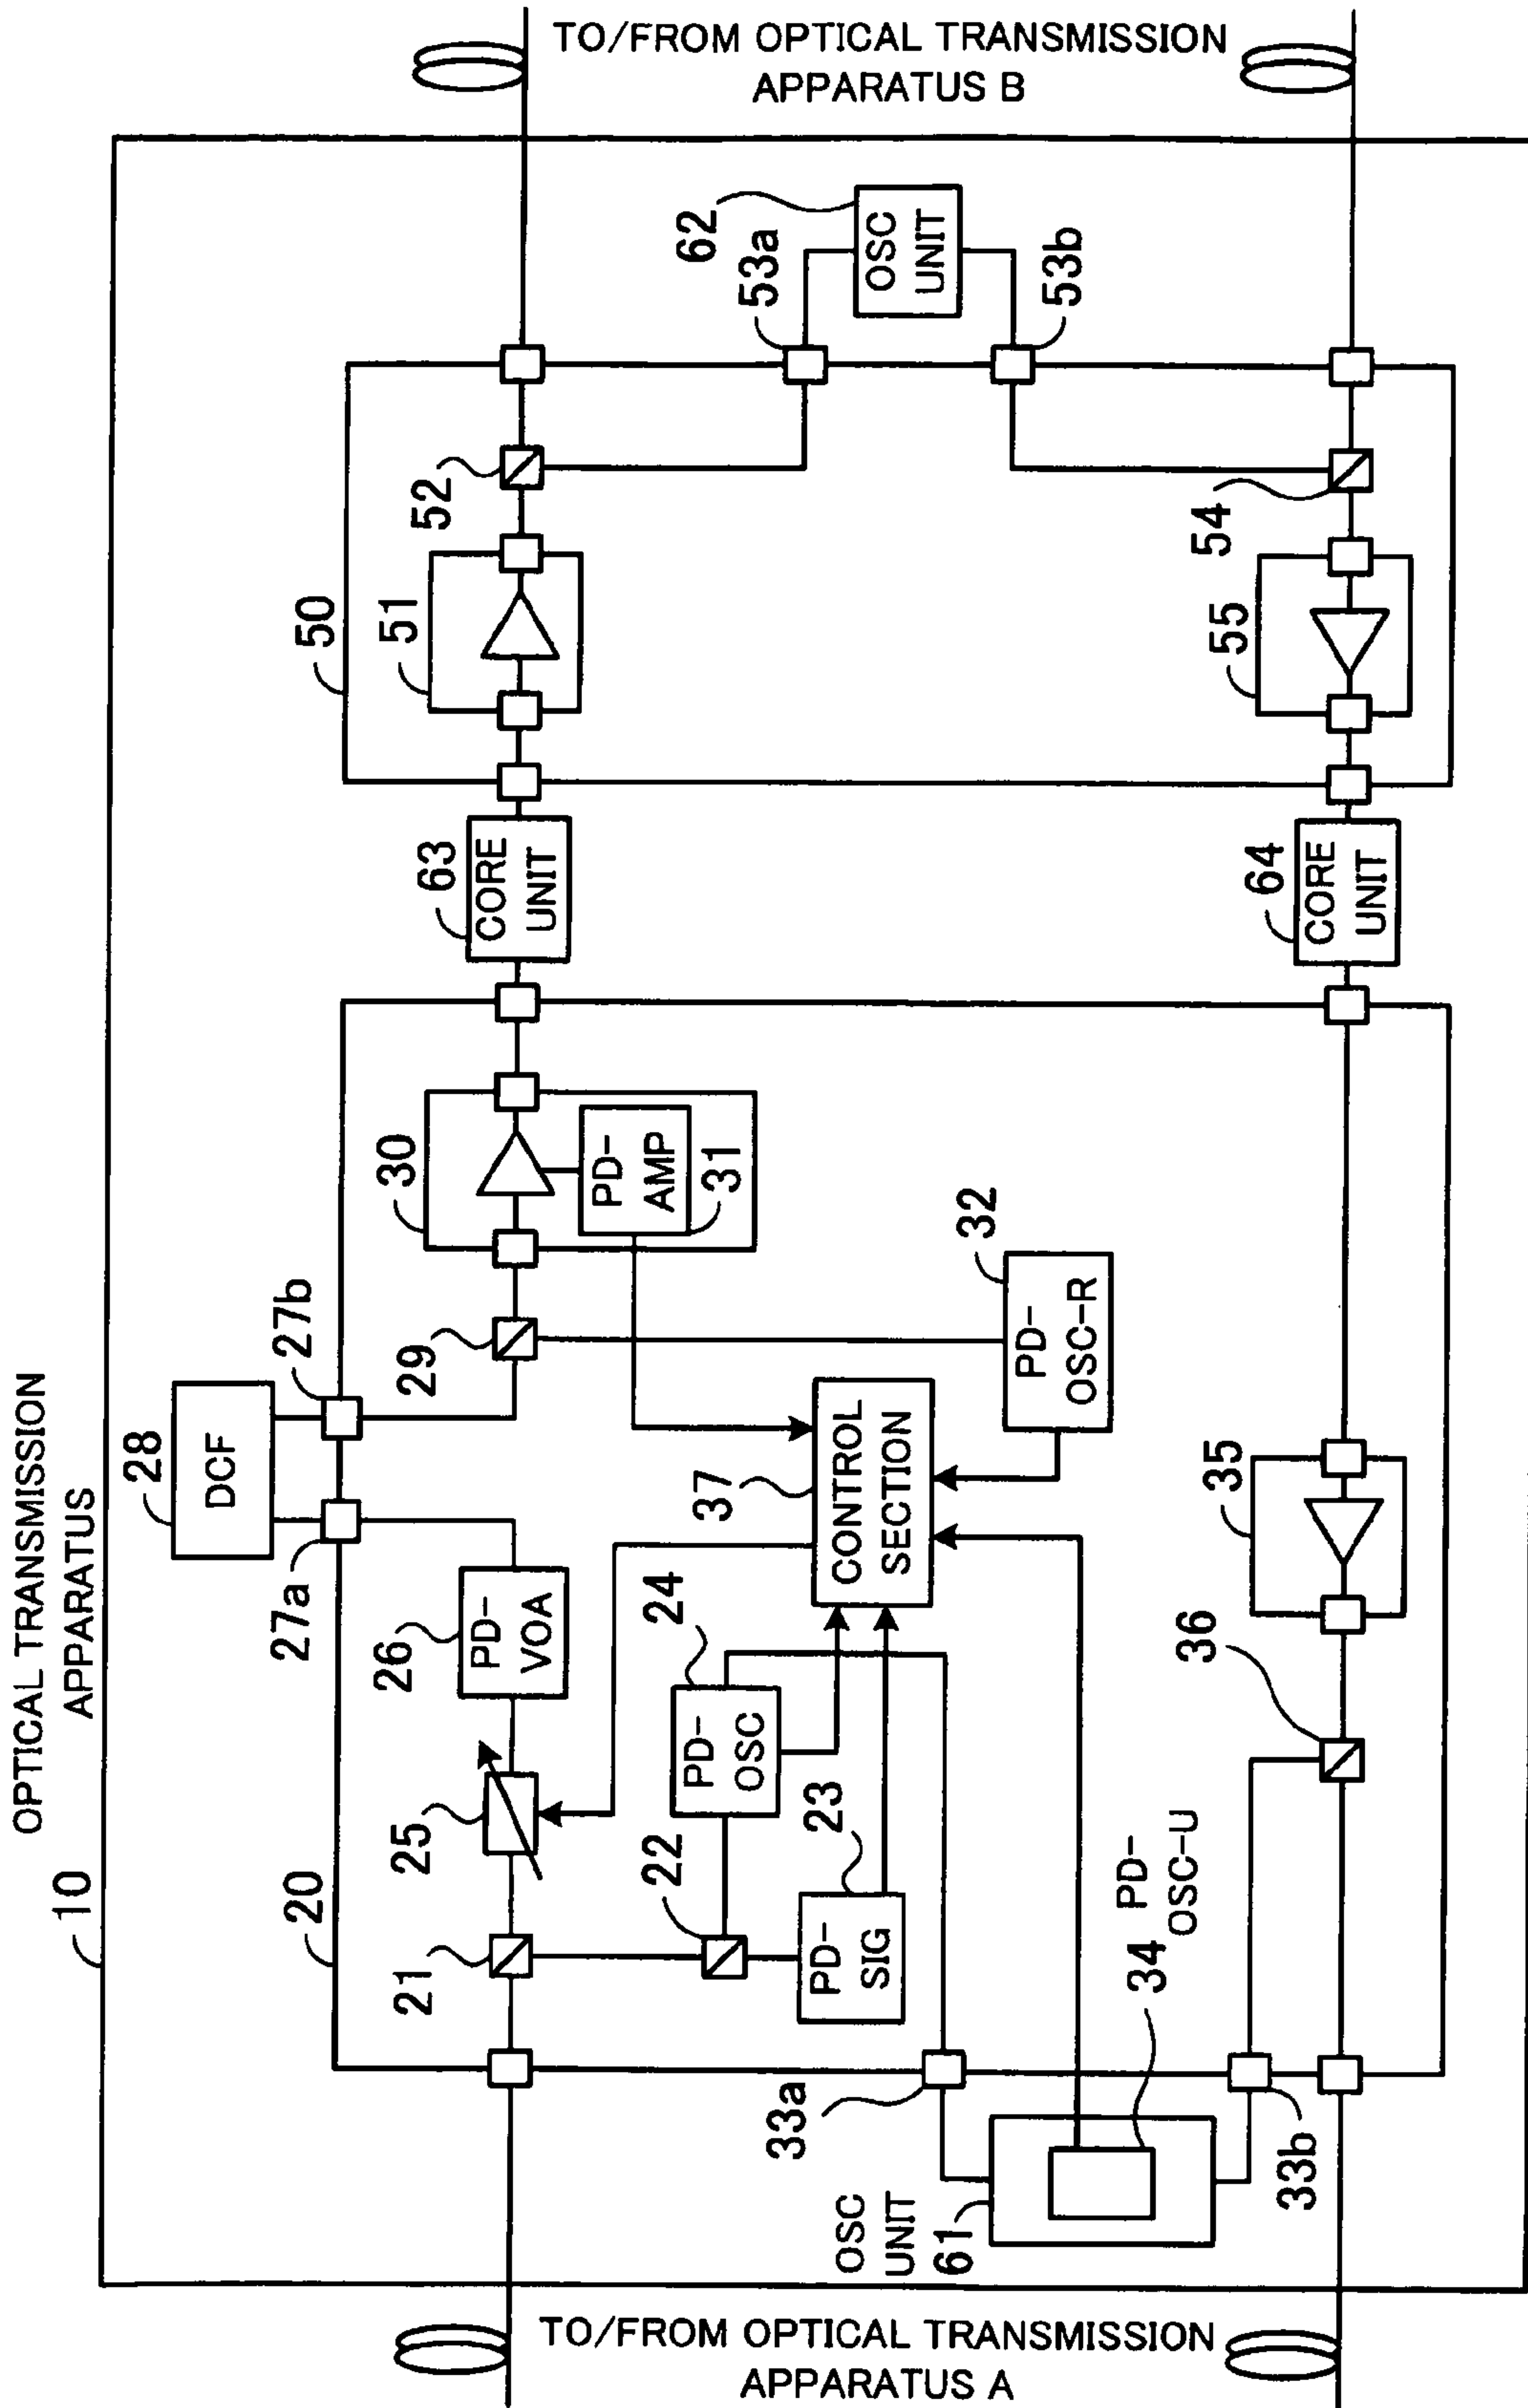 OPTICAL TRANSMISSION
APPARATUS
10
20
21
22
PD-
SIG
23
PD-
OSC
24
25
PD-
VOA
26
27a
DCF
28
27b
29
30
PD-
AMP
31
PD-
OSC-R
32
CONTROL
SECTION
37
33a
OSC
UNIT
61
34
PD-
OSC-U
33b
36
35
CORE
UNIT
63
CORE
UNIT
64
50
51
52
53a
OSC
UNIT
62
53b
54
55
TO/FROM OPTICAL TRANSMISSION
APPARATUS A
TO/FROM OPTICAL TRANSMISSION
APPARATUS B